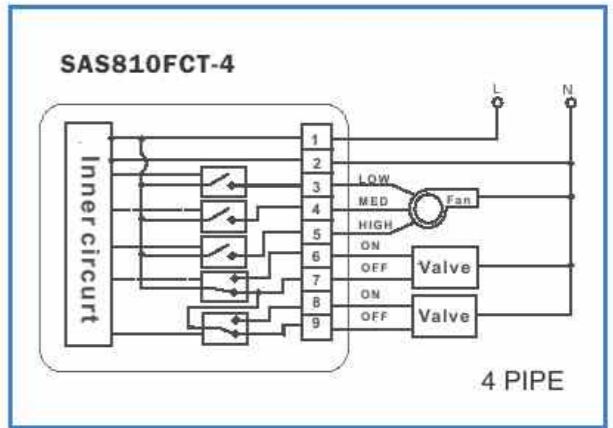 SAS810FCT-4
L N
Inner circurt
1
2
3 LOW
4 MED Fan
5 HIGH
6 ON
7 OFF Valve
8 ON
9 OFF Valve
4 PIPE